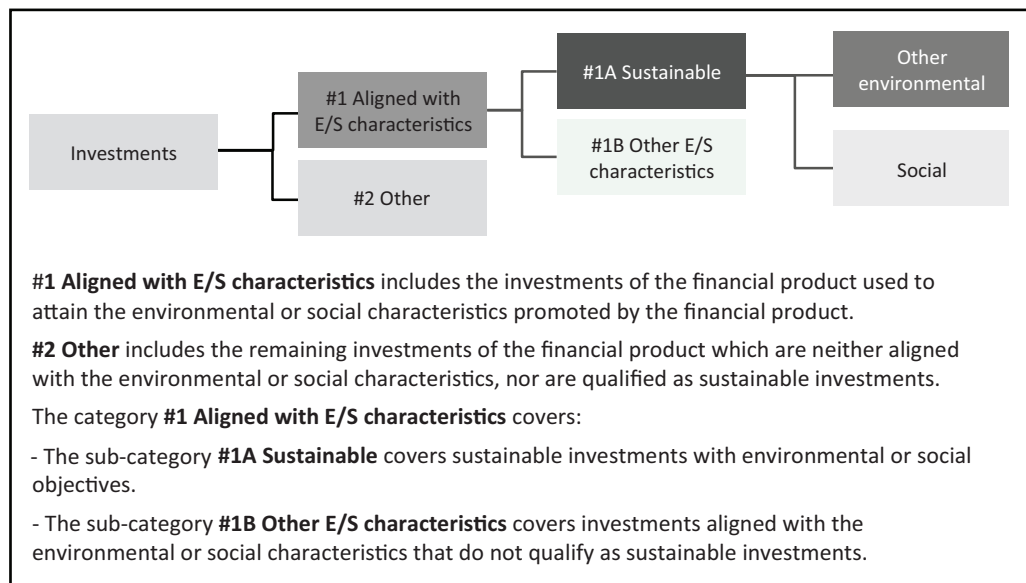 Investments
#1 Aligned with
E/S characteristics
#2 Other
#1A Sustainable
#1B Other E/S
characteristics
Other
environmental
Social
#1 Aligned with E/S characteristics includes the investments of the financial product used to
attain the environmental or social characteristics promoted by the financial product.
#2 Other includes the remaining investments of the financial product which are neither aligned
with the environmental or social characteristics, nor are qualified as sustainable investments.
The category #1 Aligned with E/S characteristics covers:
- The sub-category #1A Sustainable covers sustainable investments with environmental or social
objectives.
- The sub-category #1B Other E/S characteristics covers investments aligned with the
environmental or social characteristics that do not qualify as sustainable investments.